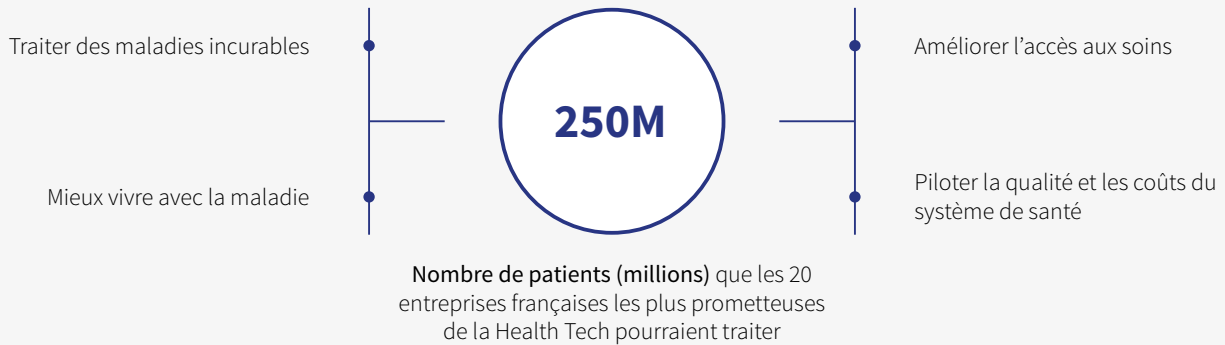 Traiter des maladies incurables
Mieux vivre avec la maladie
250M
Nombre de patients (millions) que les 20
entreprises françaises les plus prometteuses
de la Health Tech pourraient traiter
Améliorer l’accès aux soins
Piloter la qualité et les coûts du
système de santé